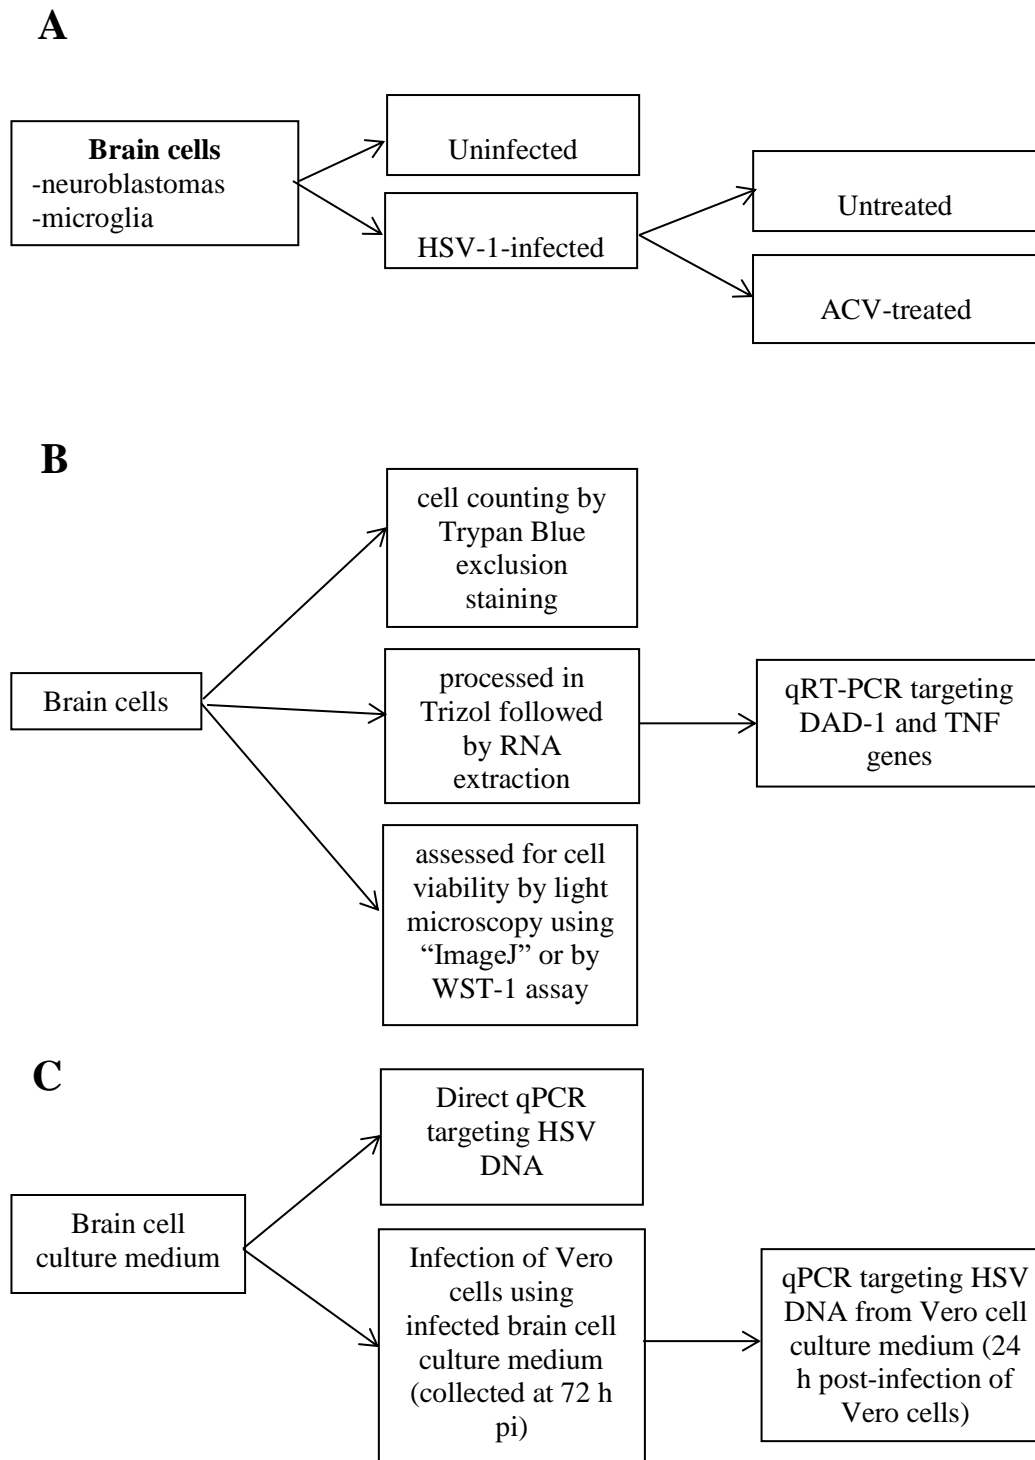 A
Brain cells
-neuroblastomas
-microglia
Uninfected
HSV-1-infected
Untreated
ACV-treated
B
Brain cells
cell counting by
Trypan Blue
exclusion
staining
processed in
Trizol followed
by RNA
extraction
qRT-PCR targeting
DAD-1 and TNF
genes
assessed for cell
viability by light
microscopy using
“ImageJ” or by
WST-1 assay
C
Brain cell
culture medium
Direct qPCR
targeting HSV
DNA
Infection of Vero
cells using
infected brain cell
culture medium
(collected at 72 h
pi)
qPCR targeting HSV
DNA from Vero cell
culture medium (24
h post-infection of
Vero cells)